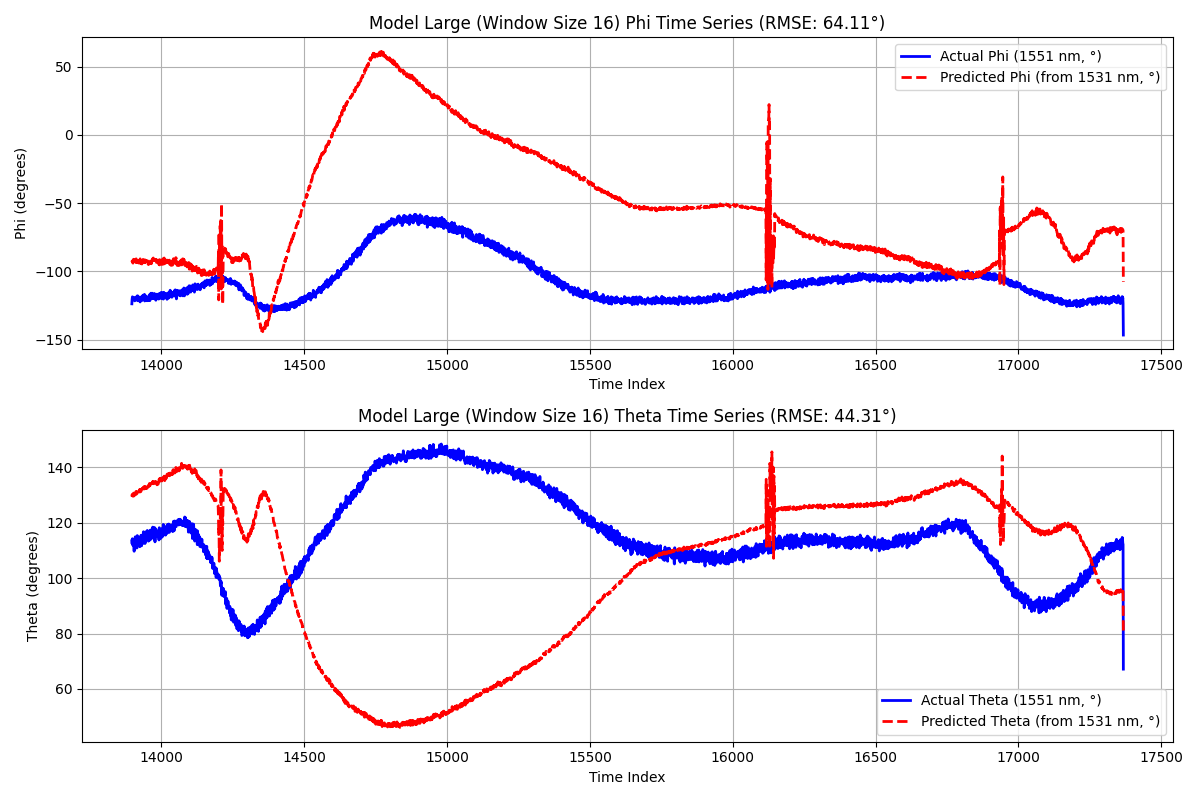 Model Large (Window Size 16) Phi Time Series (RMSE: 64.11°)
Phi (degrees)
50
0
−50
−100
−150
Actual Phi (1551 nm, °)
Predicted Phi (from 1531 nm, °)
14000 14500 15000 15500 16000 16500 17000 17500
Time Index
Model Large (Window Size 16) Theta Time Series (RMSE: 44.31°)
Theta (degrees)
140
120
100
80
60
Actual Theta (1551 nm, °)
Predicted Theta (from 1531 nm, °)
14000 14500 15000 15500 16000 16500 17000 17500
Time Index